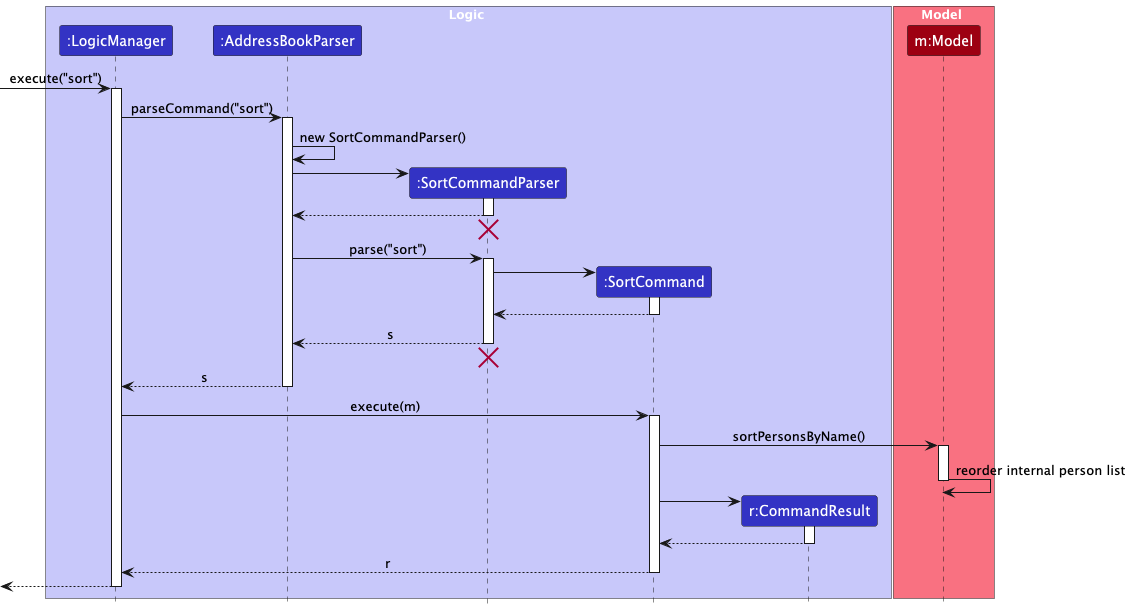 Logic
Model
:LogicManager
:AddressBookParser
m:Model
execute("sort")
parseCommand("sort")
new SortCommandParser()
:SortCommandParser
parse("sort")
:SortCommand
s
s
execute(m)
sortPersonsByName()
reorder internal person list
r:CommandResult
r